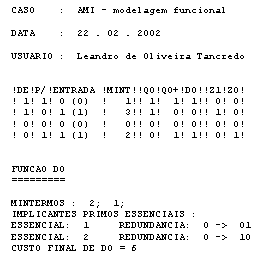 CASO : AMI - modelagem funcional
DATA : 22 . 02 . 2002
USUARIO : Leandro de Oliveira Tancredo
!DE!P/!ENTRADA !MINT!!Q0!Q0+!D0!!Z1!Z0!
! 1! 1! 0 (0) ! 1!! 1! 1! 1!! 0! 0!
! 1! 0! 1 (1) ! 3!! 1! 0! 0!! 1! 0!
! 0! 0! 0 (0) ! 0!! 0! 0! 0!! 0! 0!
! 0! 1! 1 (1) ! 2!! 0! 1! 1!! 0! 1!
FUNCAO D0
=========
MINTERMOS : 2; 1;
IMPLICANTES PRIMOS ESSENCIAIS :
ESSENCIAL: 1 REDUNDANCIA: 0 -> 01
ESSENCIAL: 2 REDUNDANCIA: 0 -> 10
CUSTO FINAL DE D0 = 6